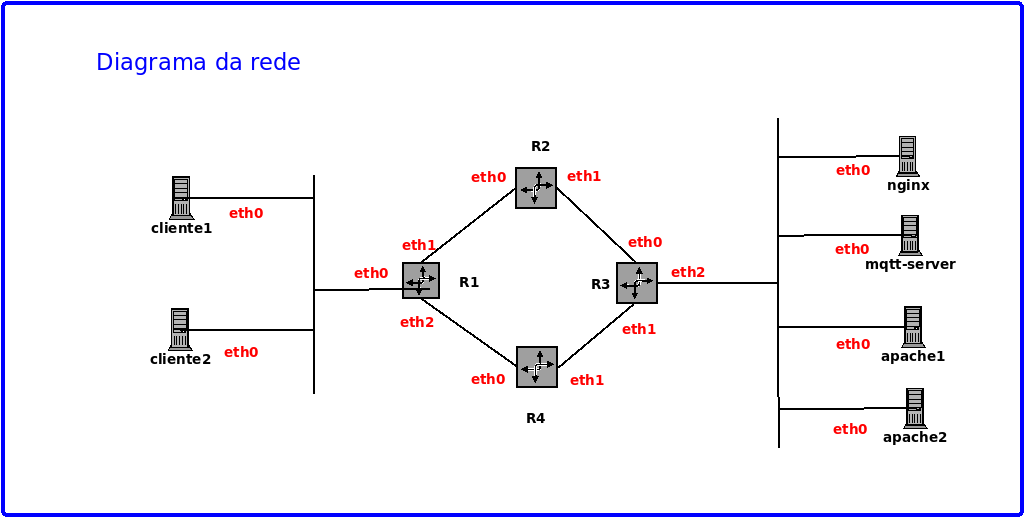 Diagrama da rede
R2
eth0
eth1
nginx
eth0
cliente1
eth0
eth1
eth0
mqtt-server
eth0
eth0
R1
R3
eth2
eth2
eth1
cliente2
eth0
eth0
apache1
eth0
eth1
R4
eth0
apache2